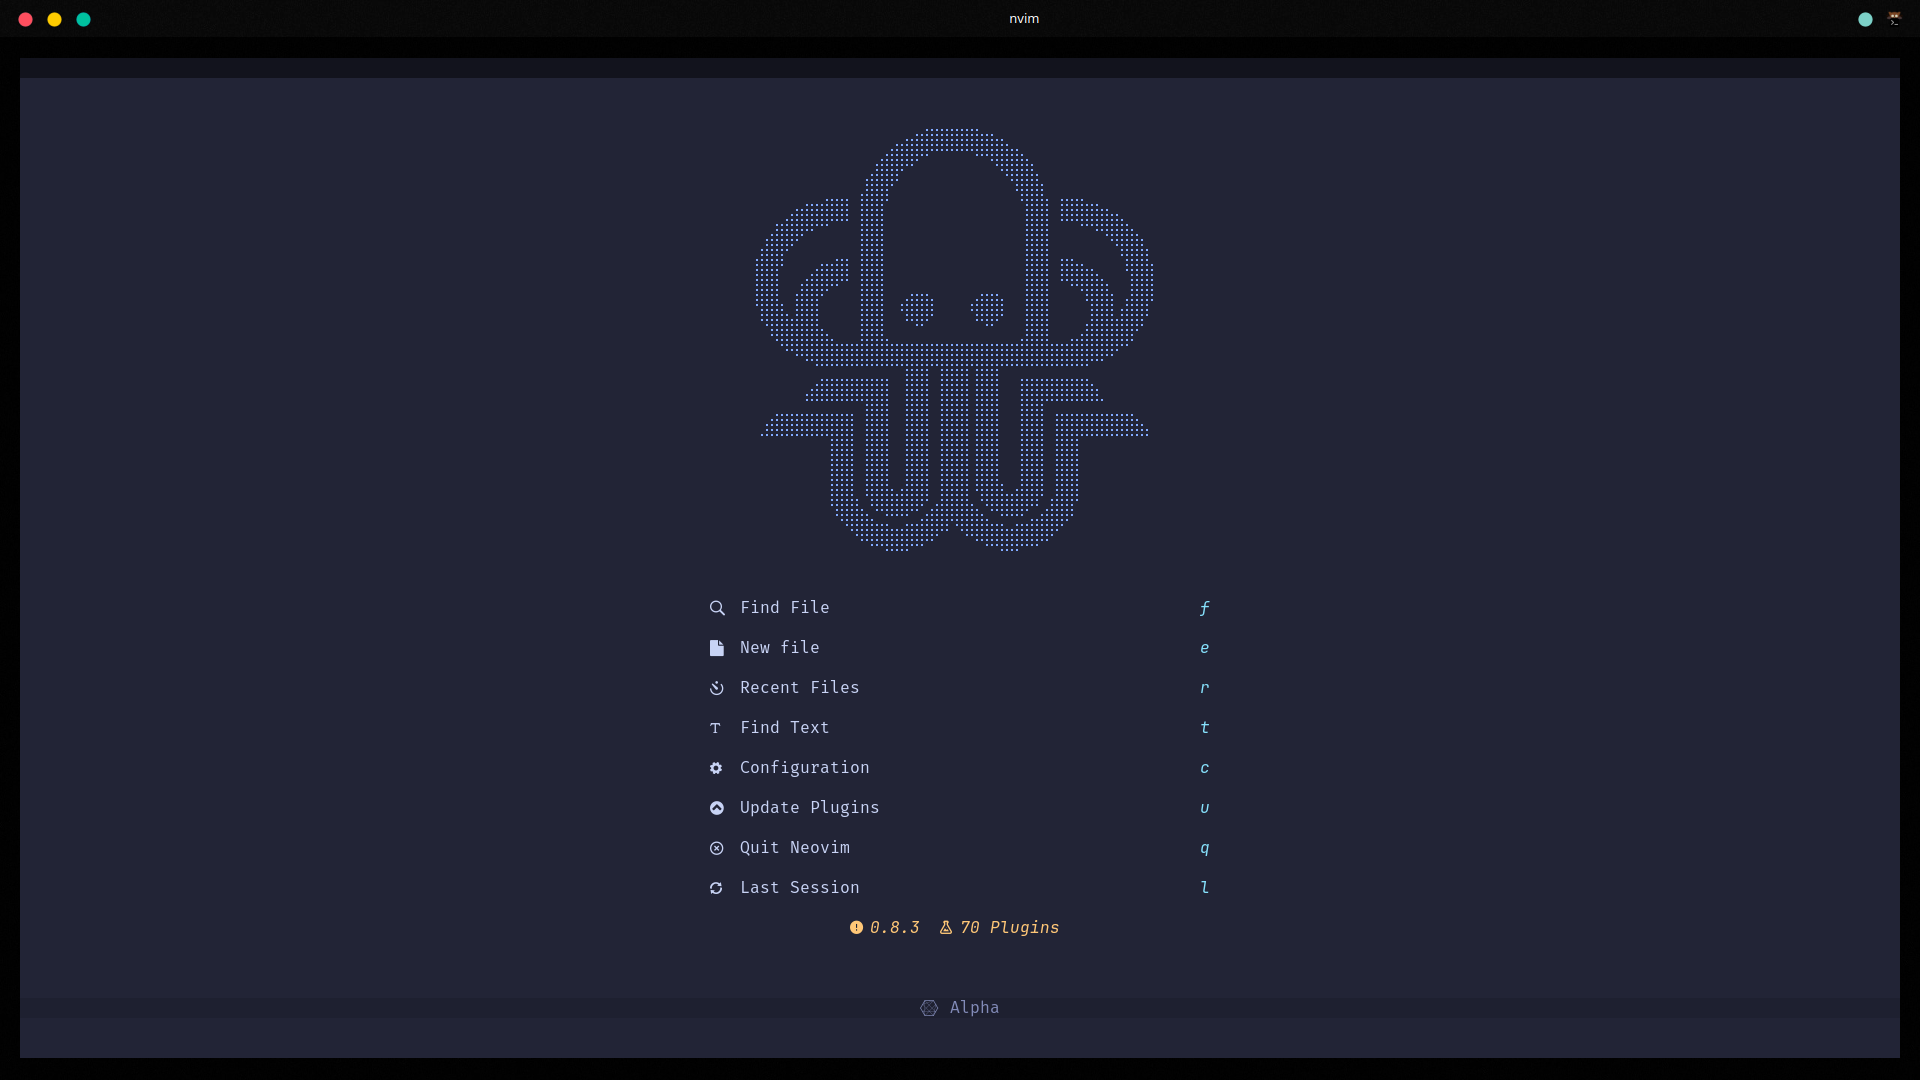 nvim
Find File f
New file e
Recent Files r
Find Text t
Configuration c
Update Plugins u
Quit Neovim q
Last Session l
0.8.3 70 Plugins
Alpha